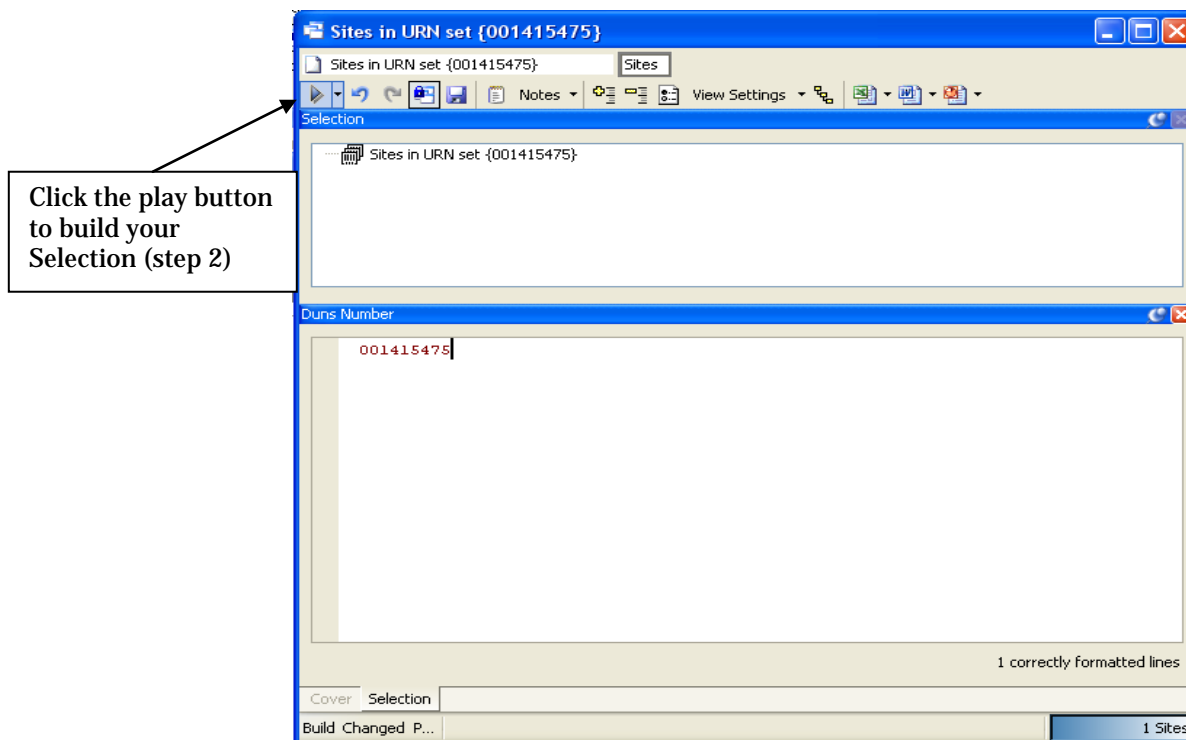 Sites in URN set {001415475}
Sites in URN set {001415475} Sites
Notes View Settings
Selection
Sites in URN set {001415475}
Click the play button
to build your
Selection (step 2)
Duns Number
001415475
1 correctly formatted lines
Cover Selection
Build Changed P... 1 Sites